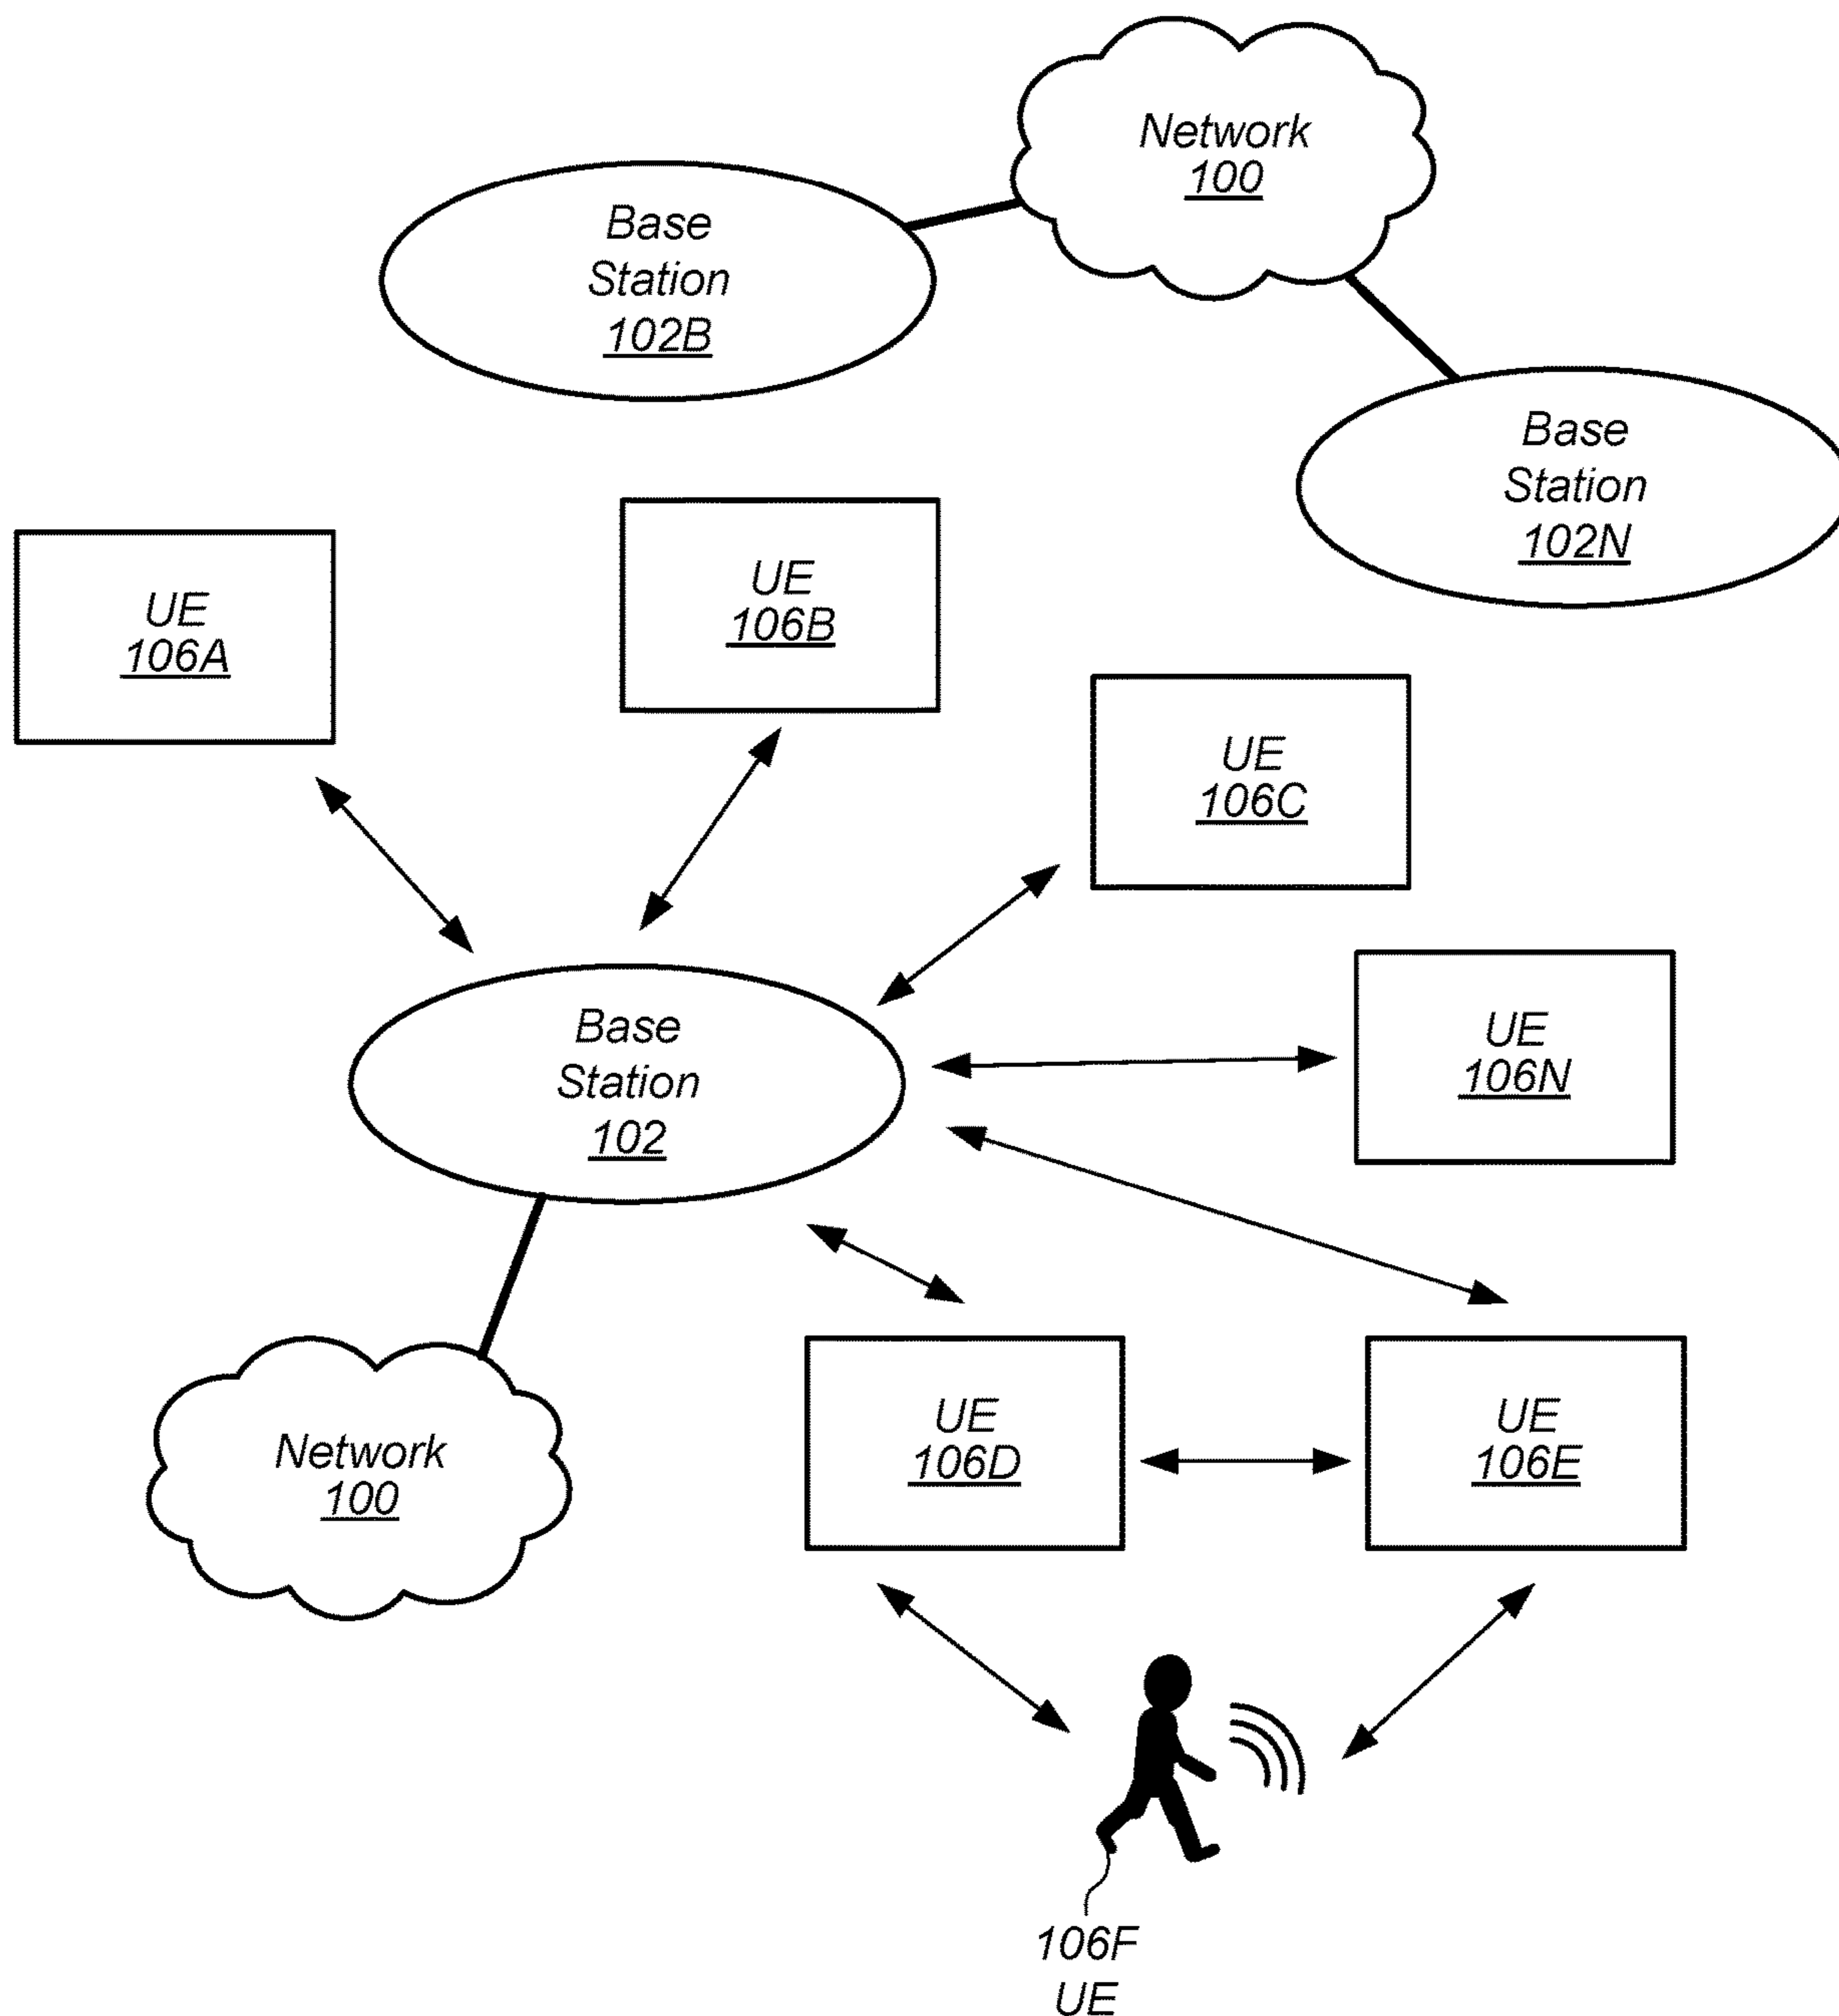 Network
100
Base
Station
102B
Base
Station
102N
UE
106A
UE
106B
UE
106C
Base
Station
102
UE
106N
Network
100
UE
106D
UE
106E
106F
UE